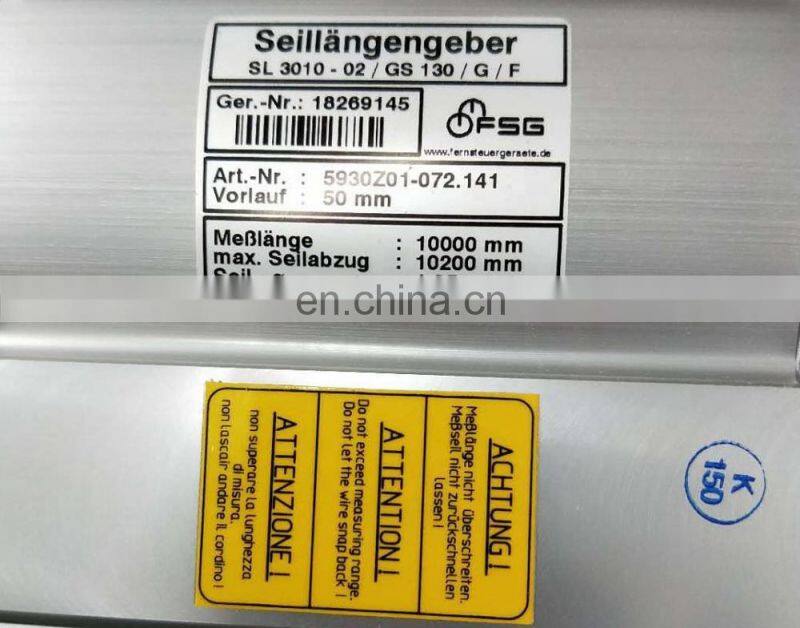 Seillängengeber
SL 3010 - 02 / GS 130 / G / F
Ger.-Nr.: 18269145
FSG
www.fernsteuergeraete.de
Art.-Nr. : 5930Z01-072.141
Vorlauf : 50 mm
Meßlänge : 10000 mm
max. Seilabzug : 10200 mm
en.china.cn
ACHTUNG!
Meßlänge nicht überschreiten.
Meßseil nicht zurückschnellen
lassen!
ATTENTION!
Do not exceed measuring range.
Do not let the wire snap back!
ATTENZIONE!
non superare la lunghezza
di misura.
non lascair andare il cordino!
K
150